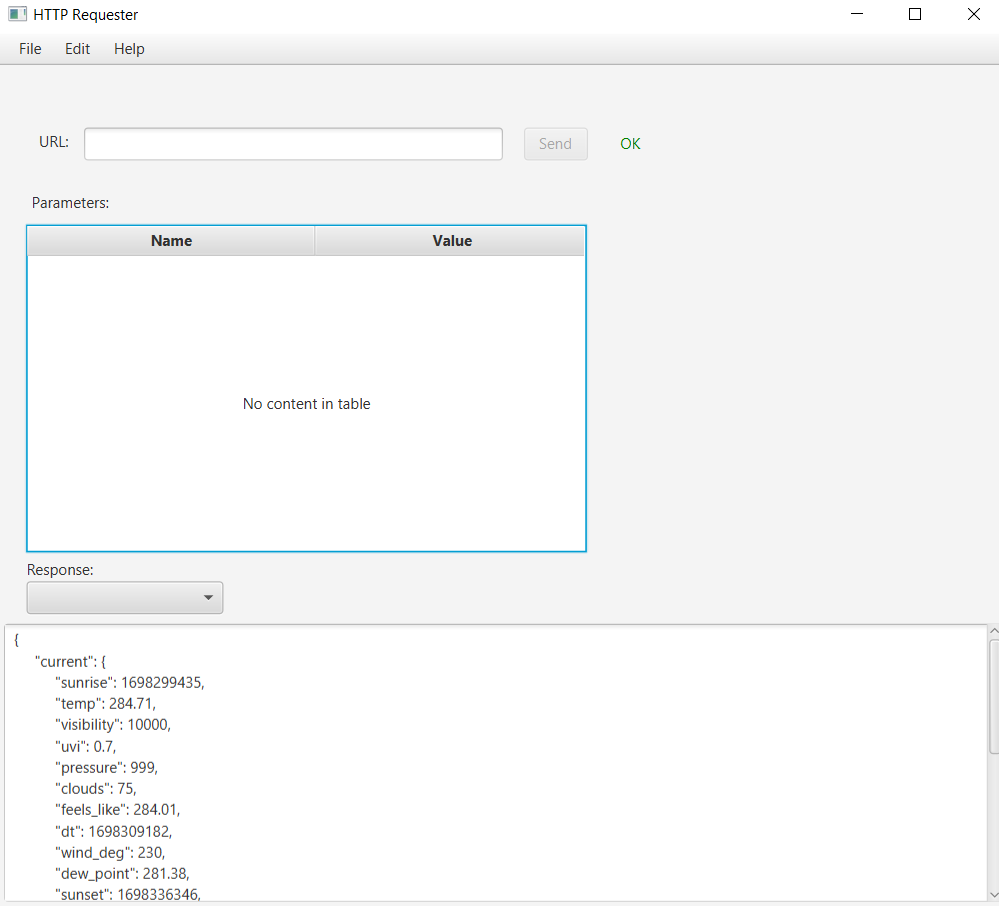 HTTP Requester
File Edit Help
URL: Send OK
Parameters:
Name Value
No content in table
Response:
{
"current": {
"sunrise": 1698299435,
"temp": 284.71,
"visibility": 10000,
"uvi": 0.7,
"pressure": 999,
"clouds": 75,
"feels_like": 284.01,
"dt": 1698309182,
"wind_deg": 230,
"dew_point": 281.38,
"sunset": 1698336346,